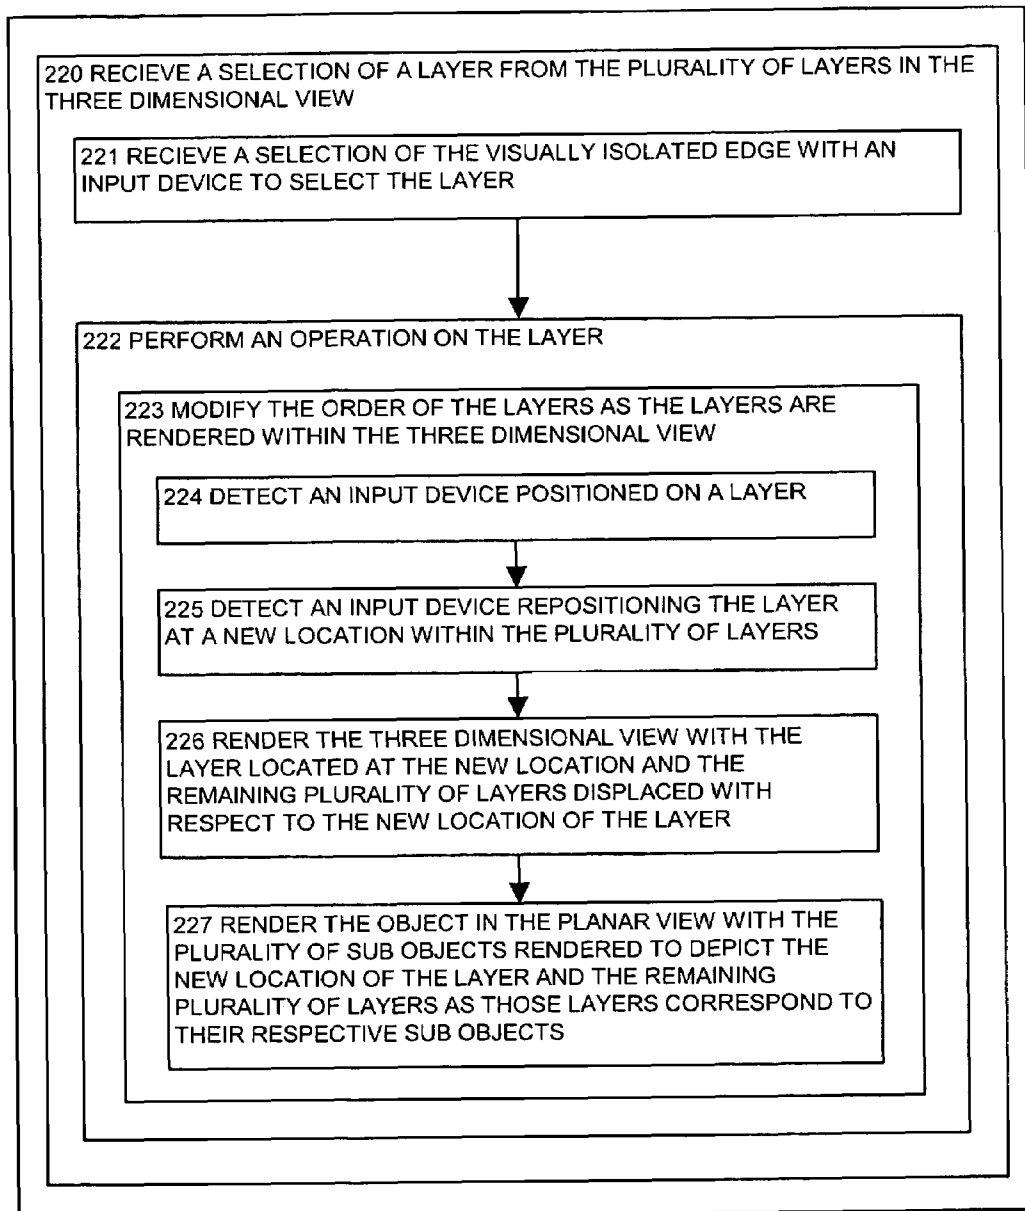 220 RECIEVE A SELECTION OF A LAYER FROM THE PLURALITY OF LAYERS IN THE
THREE DIMENSIONAL VIEW
221 RECIEVE A SELECTION OF THE VISUALLY ISOLATED EDGE WITH AN
INPUT DEVICE TO SELECT THE LAYER
222 PERFORM AN OPERATION ON THE LAYER
223 MODIFY THE ORDER OF THE LAYERS AS THE LAYERS ARE
RENDERED WITHIN THE THREE DIMENSIONAL VIEW
224 DETECT AN INPUT DEVICE POSITIONED ON A LAYER
225 DETECT AN INPUT DEVICE REPOSITIONING THE LAYER
AT A NEW LOCATION WITHIN THE PLURALITY OF LAYERS
226 RENDER THE THREE DIMENSIONAL VIEW WITH THE
LAYER LOCATED AT THE NEW LOCATION AND THE
REMAINING PLURALITY OF LAYERS DISPLACED WITH
RESPECT TO THE NEW LOCATION OF THE LAYER
227 RENDER THE OBJECT IN THE PLANAR VIEW WITH THE
PLURALITY OF SUB OBJECTS RENDERED TO DEPICT THE
NEW LOCATION OF THE LAYER AND THE REMAINING
PLURALITY OF LAYERS AS THOSE LAYERS CORRESPOND TO
THEIR RESPECTIVE SUB OBJECTS